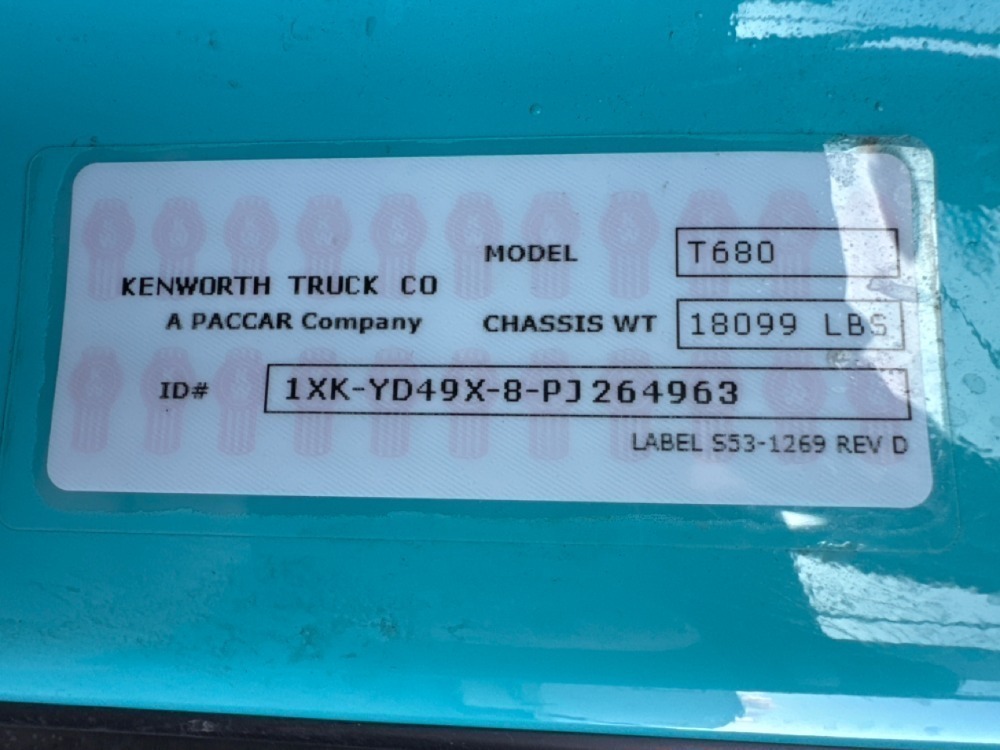 MODEL T680
KENWORTH TRUCK CO
A PACCAR Company CHASSIS WT 18099 LBS
ID# 1XK-YD49X-8-PJ264963
LABEL S53-1269 REV D